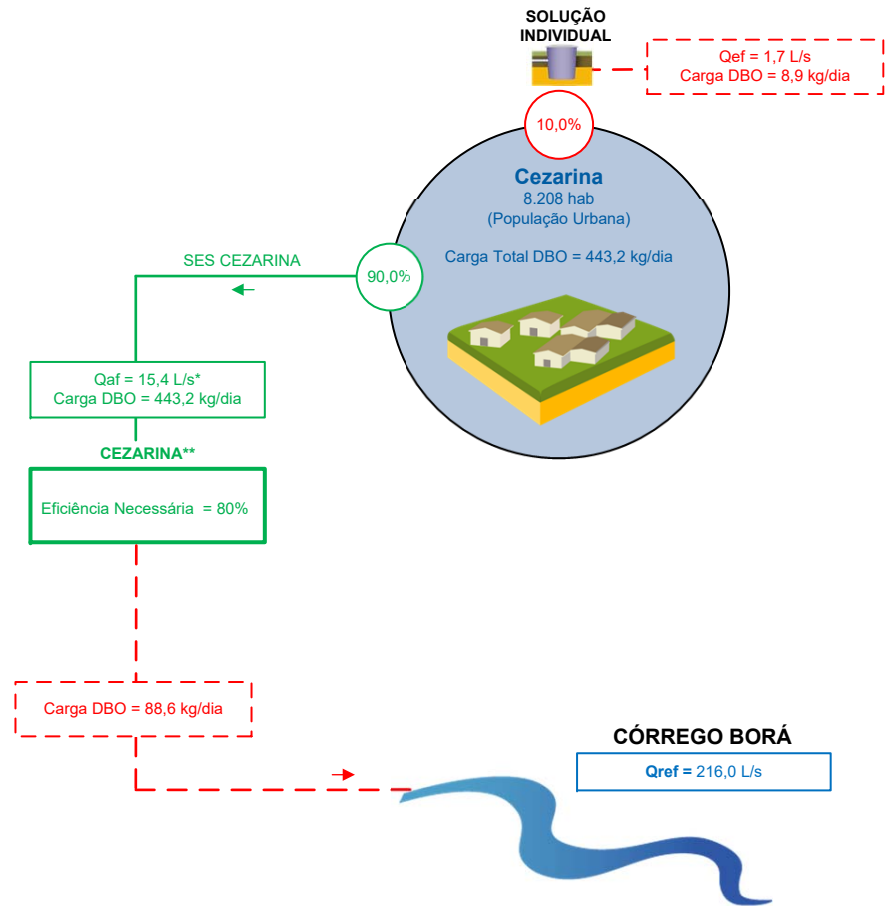 SOLUÇÃO
INDIVIDUAL
Qef = 1,7 L/s
Carga DBO = 8,9 kg/dia
10,0%
Cezarina
8.208 hab
(População Urbana)
Carga Total DBO = 443,2 kg/dia
SES CEZARINA
90,0%
Qaf = 15,4 L/s*
Carga DBO = 443,2 kg/dia
CEZARINA**
Eficiência Necessária = 80%
Carga DBO = 88,6 kg/dia
CÓRREGO BORÁ
Qref = 216,0 L/s